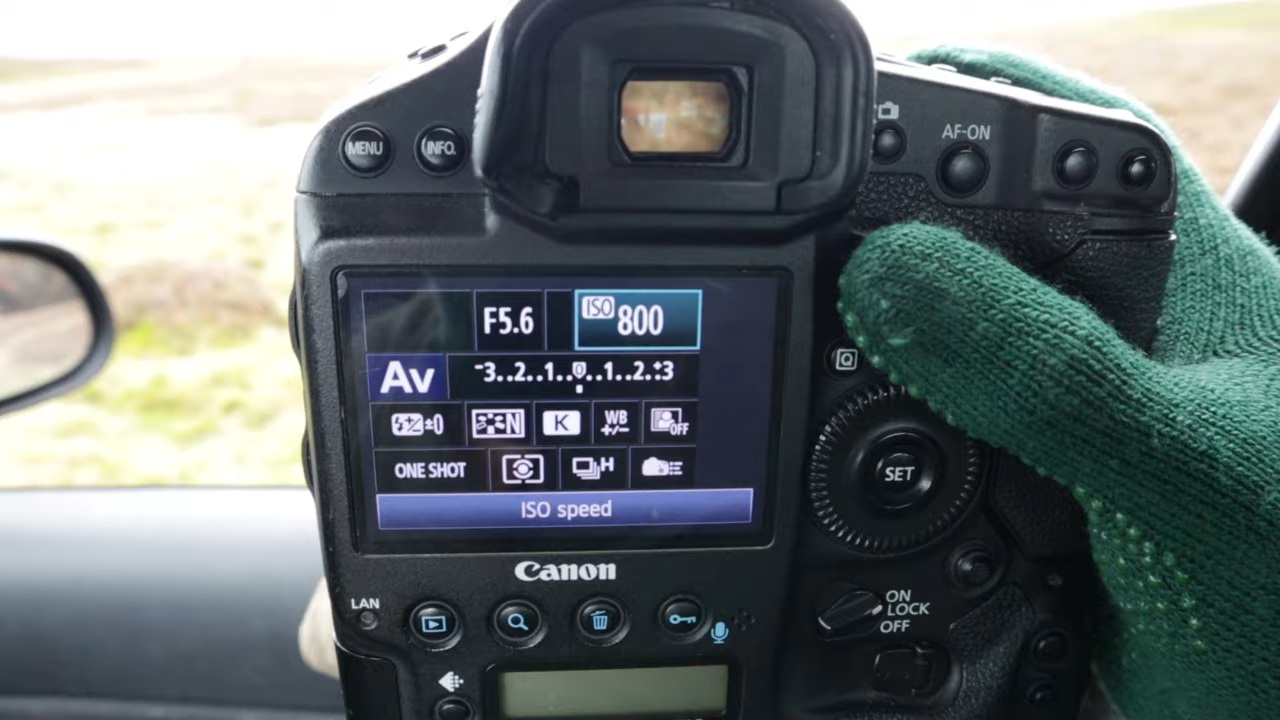 MENU
INFO.
AF-ON
F5.6
ISO 800
Av
-3..2..1..0..1..2.+3
±0
N
K
WB
+/-
OFF
Q
ONE SHOT
H
SET
ISO speed
Canon
LAN
ON
LOCK
OFF